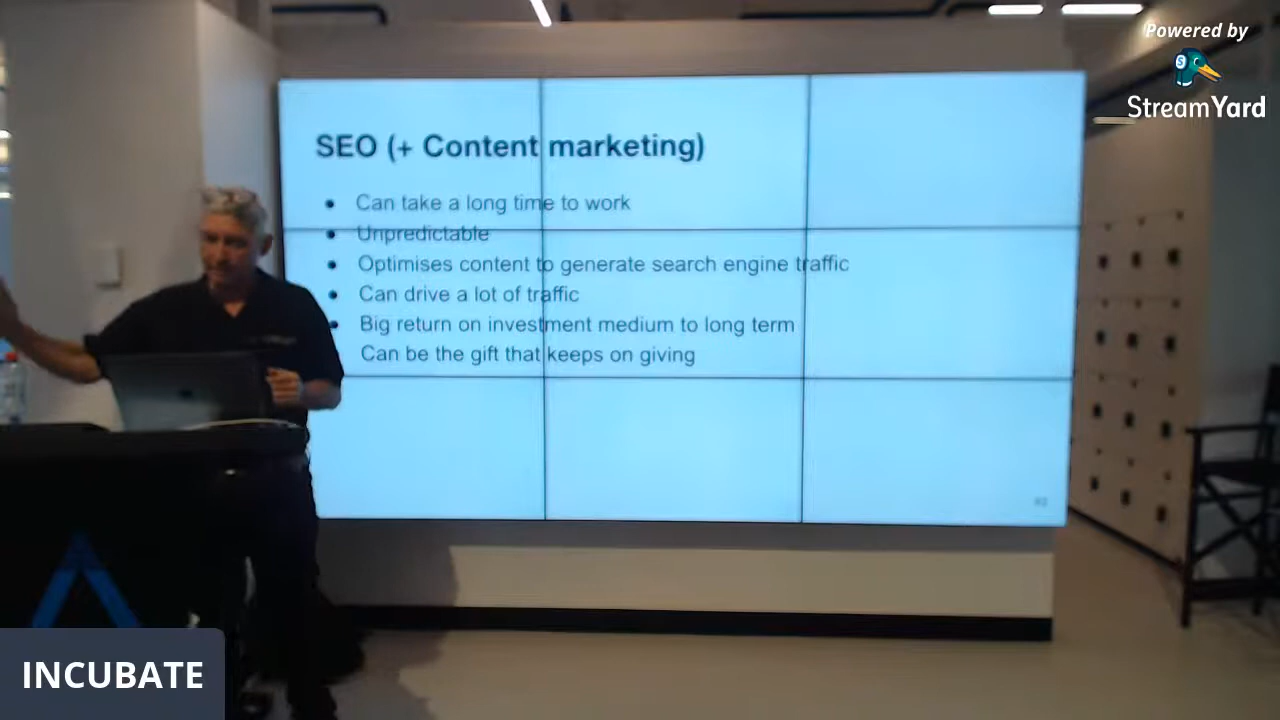 Powered by
StreamYard
SEO (+ Content marketing)
Can take a long time to work
Unpredictable
Optimises content to generate search engine traffic
Can drive a lot of traffic
Big return on investment medium to long term
Can be the gift that keeps on giving
INCUBATE